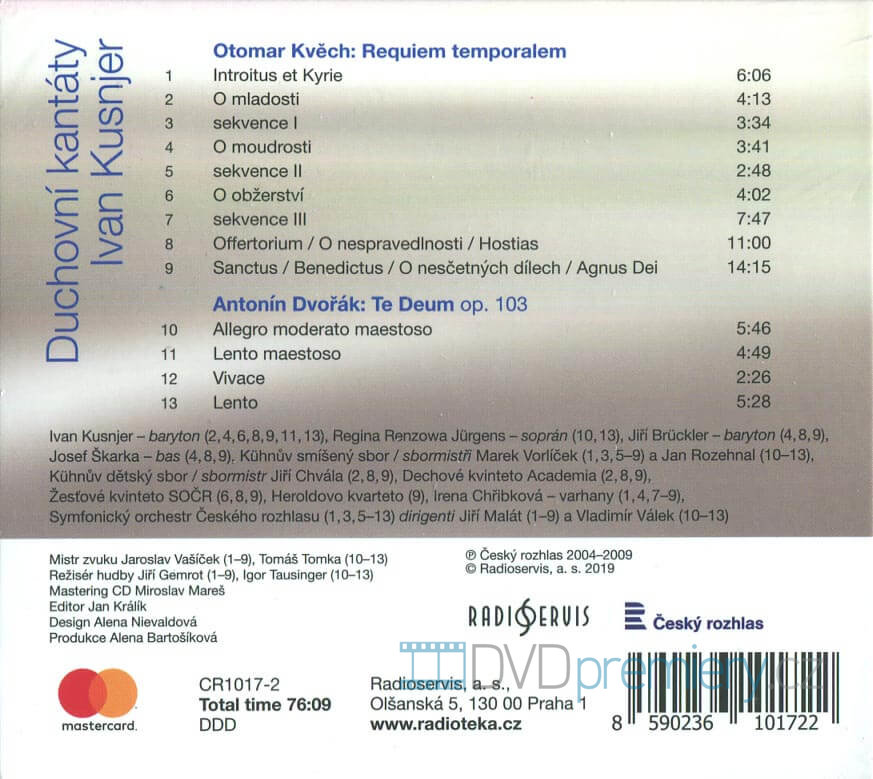 Duchovní kantáty
Ivan Kusnjer
Otomar Kvěch: Requiem temporalem
1 Introitus et Kyrie 6:06
2 O mladosti 4:13
3 sekvence I 3:34
4 O moudrosti 3:41
5 sekvence II 2:48
6 O obžerství 4:02
7 sekvence III 7:47
8 Offertorium / O nespravedlnosti / Hostias 11:00
9 Sanctus / Benedictus / O nesčetných dílech / Agnus Dei 14:15
Antonín Dvořák: Te Deum op. 103
10 Allegro moderato maestoso 5:46
11 Lento maestoso 4:49
12 Vivace 2:26
13 Lento 5:28
Ivan Kusnjer – baryton (2,4,6,8,9,11,13), Regina Renzowa Jürgens – soprán (10,13), Jiří Brückler – baryton (4,8,9),
Josef Škarka – bas (4,8,9), Kühnův smíšený sbor / sbormistři Marek Vorlíček (1,3,5–9) a Jan Rozehnal (10–13),
Kühnův dětský sbor / sbormistr Jiří Chvála (2,8,9), Dechové kvinteto Academia (2,8,9),
Žesťové kvinteto SOČR (6,8,9), Heroldovo kvarteto (9), Irena Chřibková – varhany (1,4,7–9),
Symfonický orchestr Českého rozhlasu (1,3,5–13) dirigenti Jiří Malát (1–9) a Vladimír Válek (10–13)
Mistr zvuku Jaroslav Vašíček (1–9), Tomáš Tomka (10–13)
Režisér hudby Jiří Gemrot (1–9), Igor Tausinger (10–13)
Mastering CD Miroslav Mareš
Editor Jan Králík
Design Alena Nievaldová
Produkce Alena Bartošíková
℗ Český rozhlas 2004–2009
© Radioservis, a. s. 2019
RADIOSERVIS
Český rozhlas
DVDpremiery.cz
mastercard.
CR1017-2
Total time 76:09
DDD
Radioservis, a. s.,
Olšanská 5, 130 00 Praha 1
www.radioteka.cz
8 590236 101722